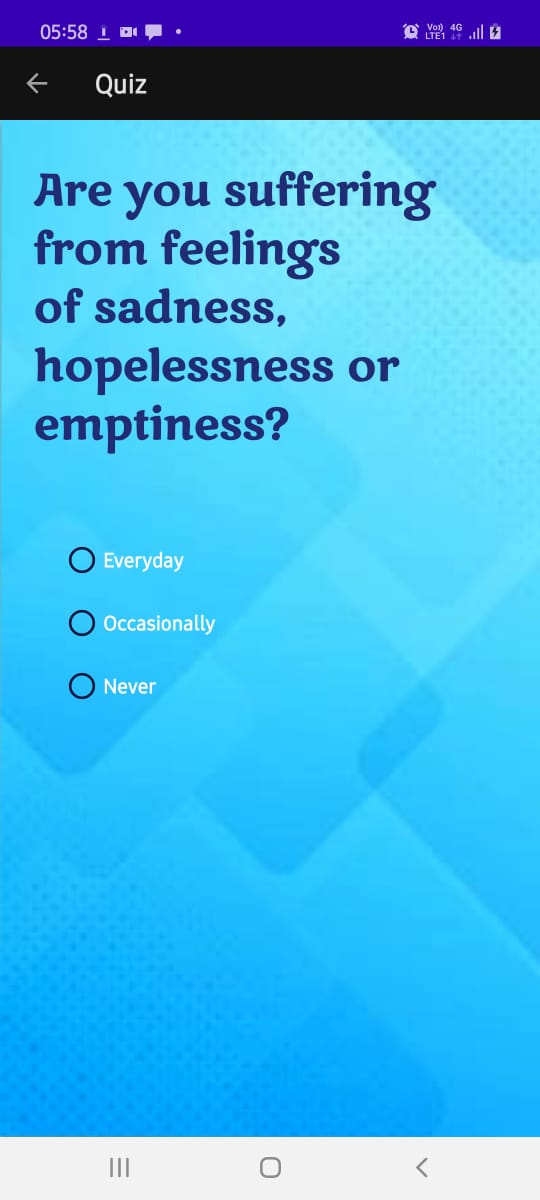 05:58
Vo)) 4G
LTE1
Quiz
Are you suffering
from feelings
of sadness,
hopelessness or
emptiness?
Everyday
Occasionally
Never